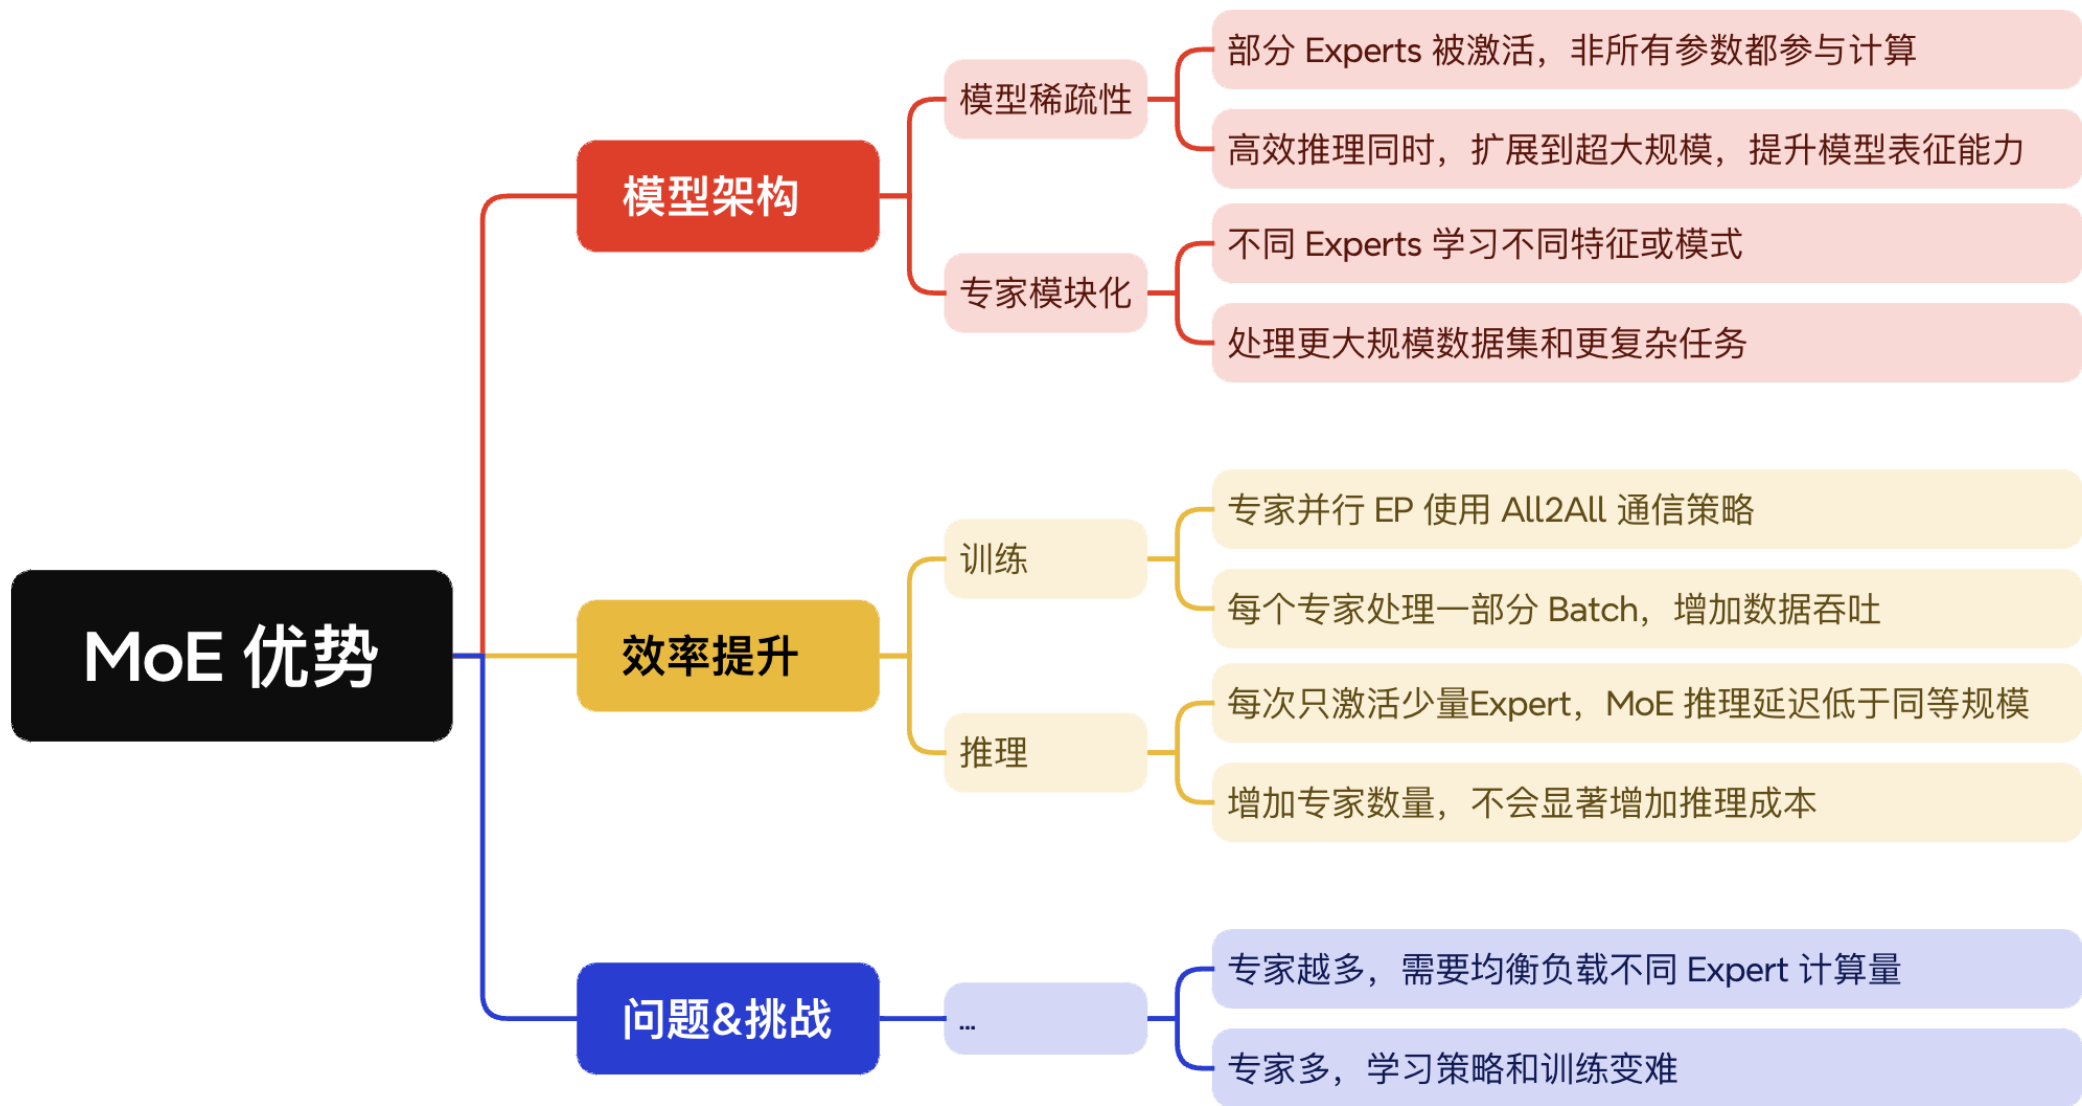 MoE 优势
模型架构
模型稀疏性
部分 Experts 被激活，非所有参数都参与计算
高效推理同时，扩展到超大规模，提升模型表征能力
专家模块化
不同 Experts 学习不同特征或模式
处理更大规模数据集和更复杂任务
效率提升
训练
专家并行 EP 使用 All2All 通信策略
每个专家处理一部分 Batch，增加数据吞吐
推理
每次只激活少量Expert，MoE 推理延迟低于同等规模
增加专家数量，不会显著增加推理成本
问题&挑战
...
专家越多，需要均衡负载不同 Expert 计算量
专家多，学习策略和训练变难